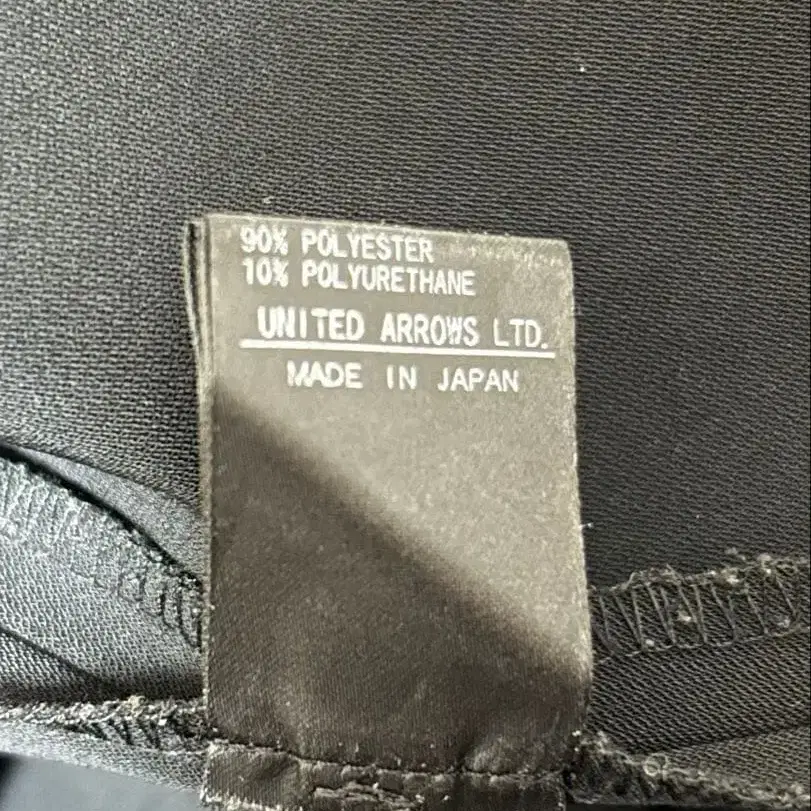 90% POLYESTER
10% POLYURETHANE
UNITED ARROWS LTD.
MADE IN JAPAN